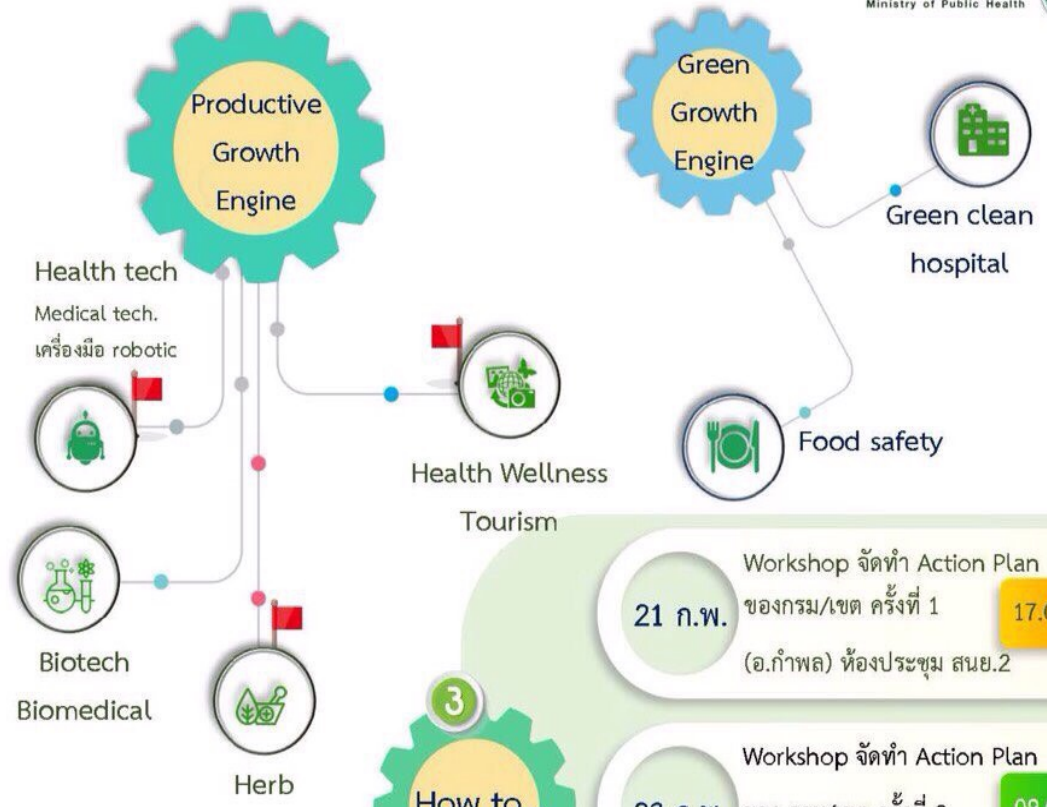 Ministry of Public Health
Productive
Growth
Engine
Green
Growth
Engine
Green clean
hospital
Health tech
Medical tech.
เครื่องมือ robotic
Food safety
Health Wellness
Tourism
Biotech
Biomedical
Herb
21 ก.พ.
Workshop จัดทำ Action Plan
ของกรม/เขต ครั้งที่ 1
(อ.กำพล) ห้องประชุม สนย.2
3
How to
Workshop จัดทำ Action Plan